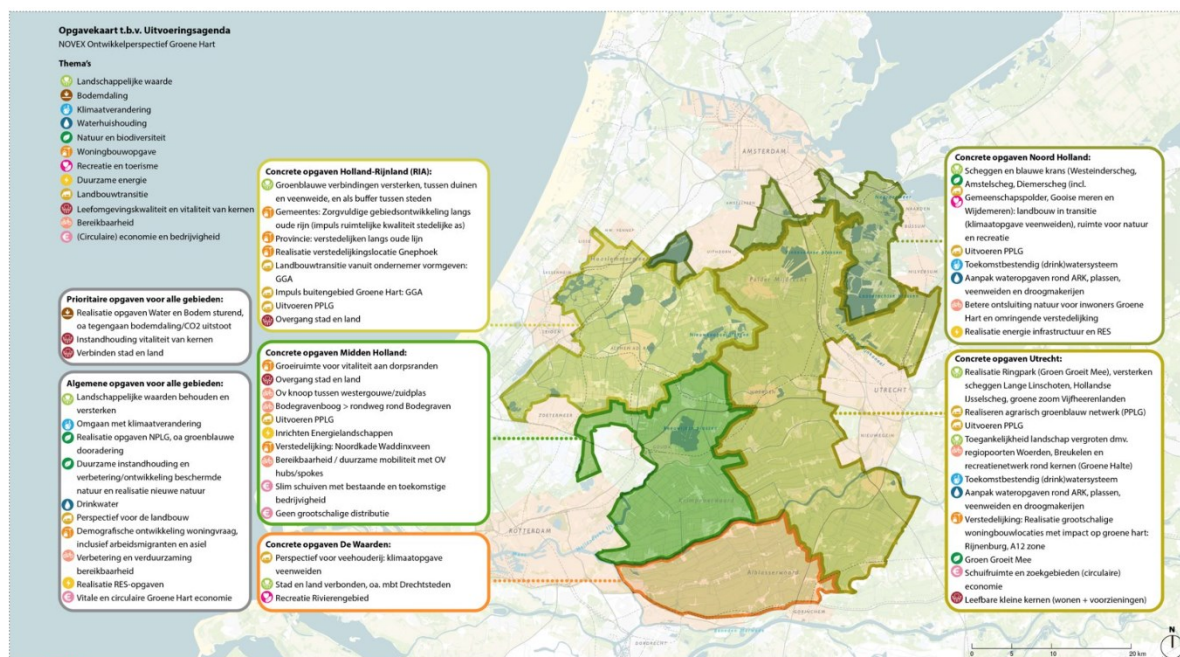 Opgavekaart t.b.v. Uitvoeringsagenda
NOVEX Ontwikkelperspectief Groene Hart
Thema's
Landschappelijke waarde
Bodemdaling
Klimaatverandering
Waterhuishouding
Natuur en biodiversiteit
Woningbouwopgave
Recreatie en toerisme
Duurzame energie
Landbouwtransitie
Leefomgevingskwaliteit en vitaliteit van kernen
Bereikbaarheid
(Circulaire) economie en bedrijvigheid
Prioritaire opgaven voor alle gebieden:
Realisatie opgaven Water en Bodem sturend,
oa tegengaan bodemdaling/CO2 uitstoot
Instandhouding vitaliteit van kernen
Verbinden stad en land
Algemene opgaven voor alle gebieden:
Landschappelijke waarden behouden en
versterken
Omgaan met klimaatverandering
Realisatie opgaven NPLG, oa groenblauwe
dooradering
Duurzame instandhouding en
verbetering/ontwikkeling beschermde
natuur en realisatie nieuwe natuur
Drinkwater
Perspectief voor de landbouw
Demografische ontwikkeling woningvraag,
inclusief arbeidsmigranten en asiel
Verbetering en verduurzaming
bereikbaarheid
Realisatie RES-opgaven
Vitale en circulaire Groene Hart economie
Concrete opgaven Holland-Rijnland (RIA):
Groenblauwe verbindingen versterken, tussen duinen
en veenweide, en als buffer tussen steden
Gemeentes: Zorgvuldige gebiedsontwikkeling langs
oude rijn (impuls ruimtelijke kwaliteit stedelijke as)
Provincie: verstedelijken langs oude lijn
Realisatie verstedelijkingslocatie Gnephoek
Landbouwtransitie vanuit ondernemer vormgeven:
GGA
Impuls buitengebied Groene Hart: GGA
Uitvoeren PPLG
Overgang stad en land
Concrete opgaven Midden Holland:
Groeiruimte voor vitaliteit aan dorpsranden
Overgang stad en land
Ov knoop tussen westergouwe/zuidplas
Bodegravenboog > rondweg rond Bodegraven
Uitvoeren PPLG
Inrichten Energielandschappen
Verstedelijking: Noordkade Waddinxveen
Bereikbaarheid / duurzame mobiliteit met OV
hubs/spokes
Slim schuiven met bestaande en toekomstige
bedrijvigheid
Geen grootschalige distributie
Concrete opgaven De Waarden:
Perspectief voor veehouderij: klimaatopgave
veenweiden
Stad en land verbonden, oa. mbt Drechtsteden
Recreatie Rivierengebied
Concrete opgaven Noord Holland:
Scheggen en blauwe krans (Westeinderscheg,
Amstelscheg, Diemerscheg (incl.
Gemeenschapspolder, Gooise meren en
Wijdemeren): landbouw in transitie
(klimaatopgave veenweiden), ruimte voor natuur
en recreatie
Uitvoeren PPLG
Toekomstbestendig (drink)watersysteem
Aanpak wateropgaven rond ARK, plassen,
veenweiden en droogmakerijen
Betere ontsluiting natuur voor inwoners Groene
Hart en omringende verstedelijking
Realisatie energie infrastructuur en RES
Concrete opgaven Utrecht:
Realisatie Ringpark (Groen Groeit Mee), versterken
scheggen Lange Linschoten, Hollandse
IJsselscheg, groene zoom Vijfheerenlanden
Realiseren agrarisch groenblauw netwerk (PPLG)
Uitvoeren PPLG
Toegankelijkheid landschap vergroten dmv.
regiopoorten Woerden, Breukelen en
recreatienetwerk rond kernen (Groene Halte)
Toekomstbestendig (drink)watersysteem
Aanpak wateropgaven rond ARK, plassen,
veenweiden en droogmakerijen
Verstedelijking: Realisatie grootschalige
woningbouwlocaties met impact op groene hart:
Rijnenburg, A12 zone
Groen Groeit Mee
Schuifruimte en zoekgebieden (circulaire)
economie
Leefbare kleine kernen (wonen + voorzieningen)
AMSTERDAM
UTRECHT
ROTTERDAM
ZOETERMEER
NIEUWEGEIN
GORINCHEM
DORDRECHT
HILVERSUM
N
0 5 10 20 km